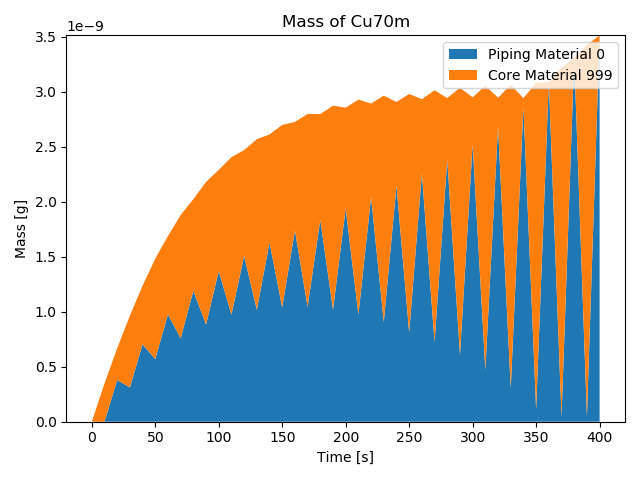 Mass of Cu70m
1e−9
Piping Material 0
Core Material 999
3.5
3.0
2.5
2.0
1.5
1.0
0.5
0.0
Mass [g]
0 50 100 150 200 250 300 350 400
Time [s]